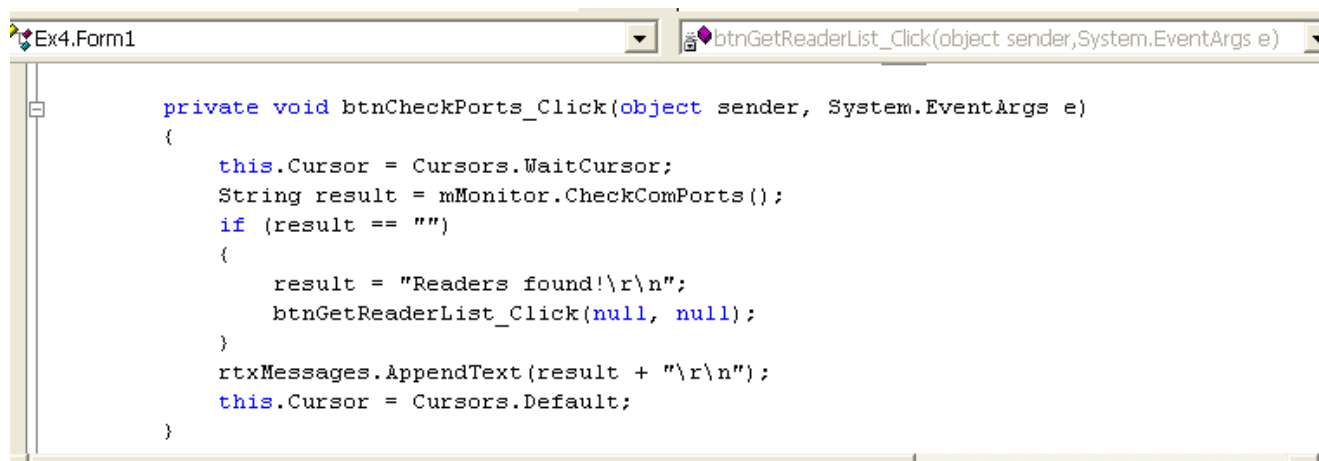 Ex4.Form1
btnGetReaderList_Click(object sender,System.EventArgs e)
private void btnCheckPorts_Click(object sender, System.EventArgs e)
{
this.Cursor = Cursors.WaitCursor;
String result = mMonitor.CheckComPorts();
if (result == "")
{
result = "Readers found!\r\n";
btnGetReaderList_Click(null, null);
}
rtxMessages.AppendText(result + "\r\n");
this.Cursor = Cursors.Default;
}